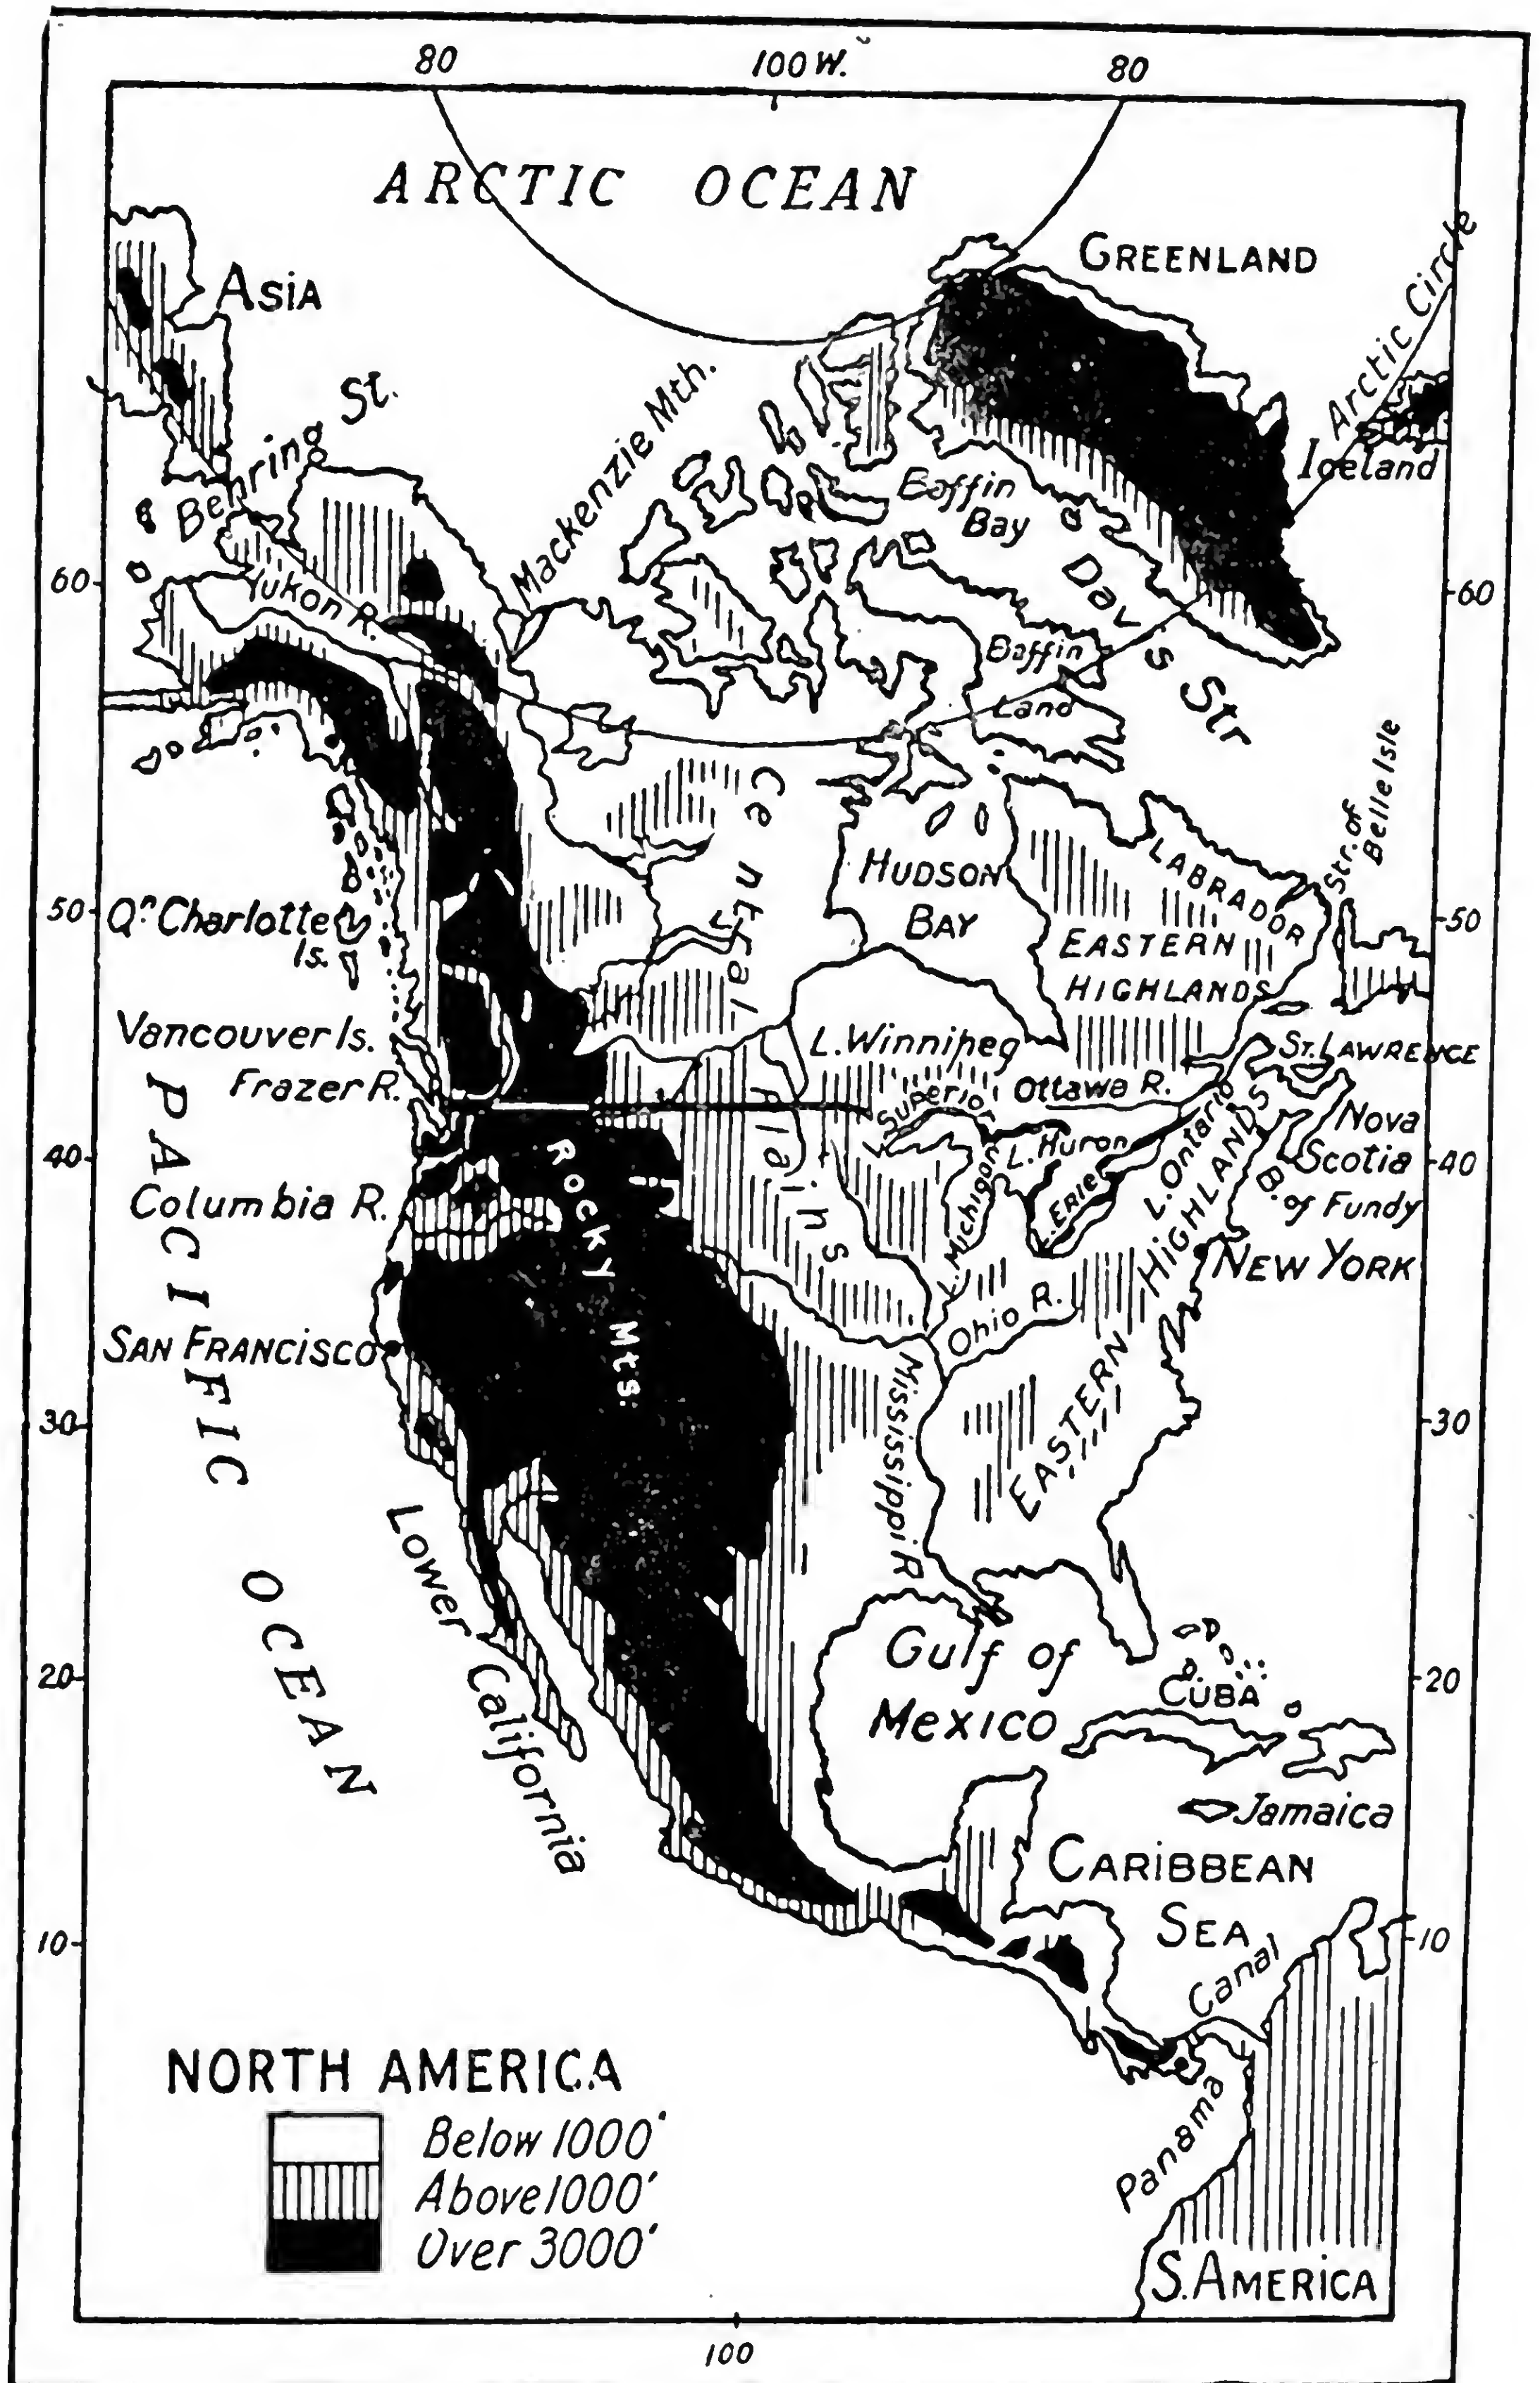 80 100 W. 80
ARCTIC OCEAN
GREENLAND
ASIA
Arctic Circle
Behring St.
Mackenzie Mth.
Iceland
Baffin
Bay
60
Yukon R.
Davis Str
60
Baffin
Land
Str. of
Belle Isle
Central Plains
HUDSON
BAY
LABRADOR
50
Qn Charlotte
Is.
EASTERN
HIGHLANDS
50
Vancouver Is.
L. Winnipeg
ST. LAWRENCE
Frazer R.
L. Superior
Ottawa R.
Nova
Scotia
40
L. Huron
L. Ontario
40
PACIFIC OCEAN
ROCKY Mts.
Columbia R.
L. Michigan
L. ERIE
B. of Fundy
EASTERN HIGHLANDS
NEW YORK
SAN FRANCISCO
Ohio R.
Mississippi R
30
30
Lower California
Gulf of
Mexico
20
CUBA
20
Jamaica
CARIBBEAN
SEA
10
10
Panama Canal
NORTH AMERICA
Below 1000'
Above 1000'
Over 3000'
S. AMERICA
100